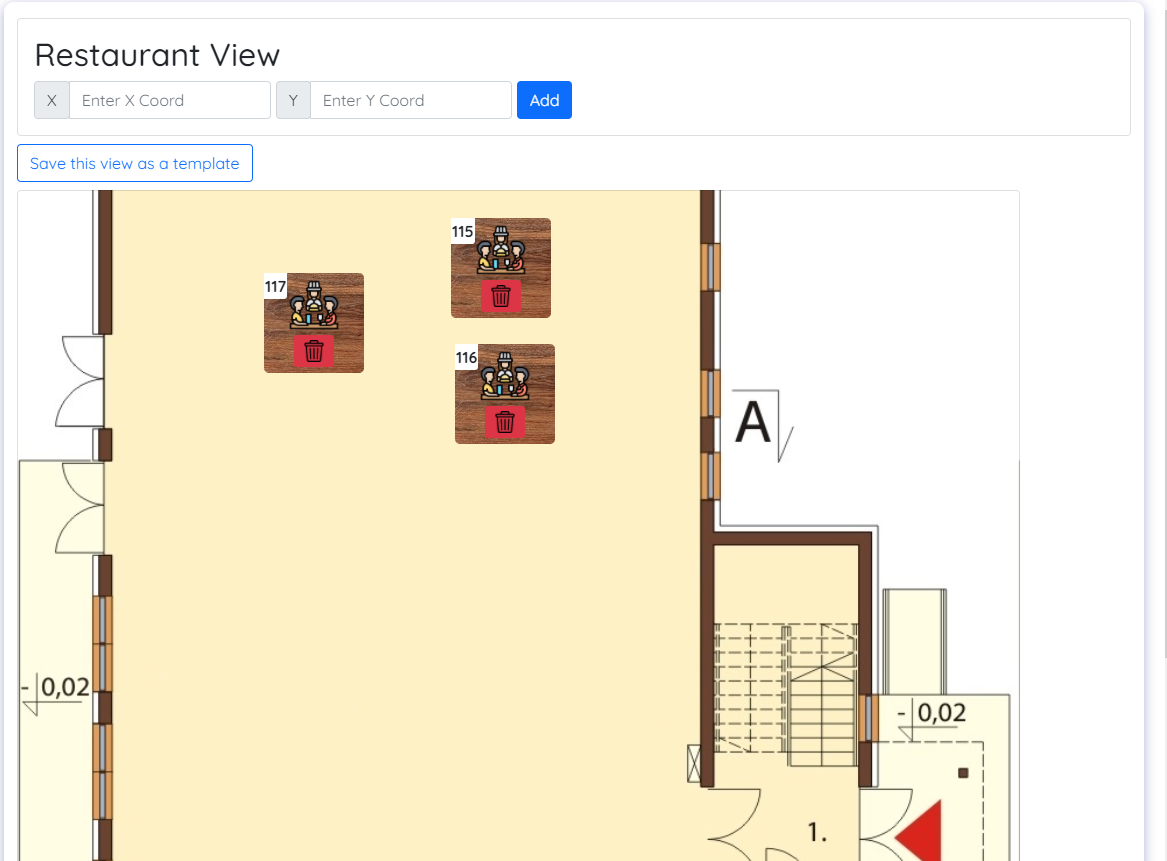 Restaurant View
X Enter X Coord Y Enter Y Coord Add
Save this view as a template
115
117
116
A
- 0,02
- 0,02
1.